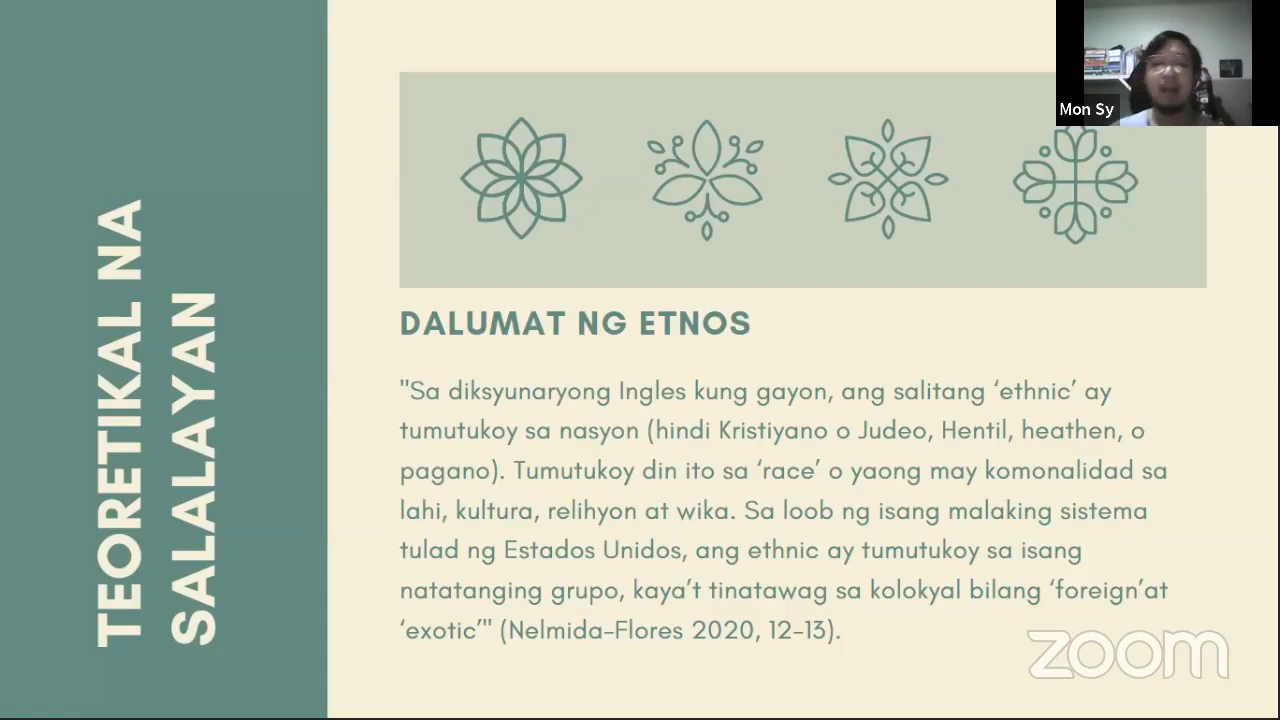 TEORETIKAL NA
SALALAYAN
Mon Sy
DALUMAT NG ETNOS
"Sa diksyunaryong Ingles kung gayon, ang salitang ‘ethnic’ ay
tumutukoy sa nasyon (hindi Kristiyano o Judeo, Hentil, heathen, o
pagano). Tumutukoy din ito sa ‘race’ o yaong may komonalidad sa
lahi, kultura, relihyon at wika. Sa loob ng isang malaking sistema
tulad ng Estados Unidos, ang ethnic ay tumutukoy sa isang
natatanging grupo, kaya’t tinatawag sa kolokyal bilang ‘foreign’at
‘exotic’" (Nelmida-Flores 2020, 12-13).
zoom